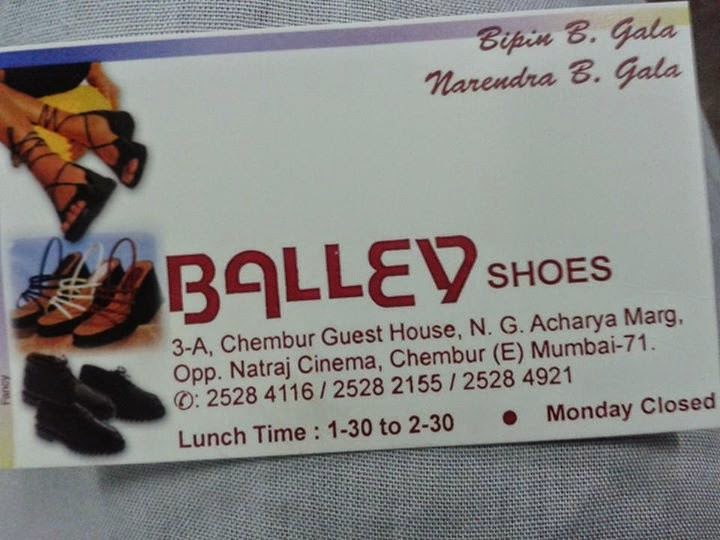 Bipin B. Gala
Narendra B. Gala
BALLEY SHOES
3-A, Chembur Guest House, N. G. Acharya Marg,
Opp. Natraj Cinema, Chembur (E) Mumbai-71.
✆: 2528 4116 / 2528 2155 / 2528 4921
Lunch Time : 1-30 to 2-30 ● Monday Closed
Fancy